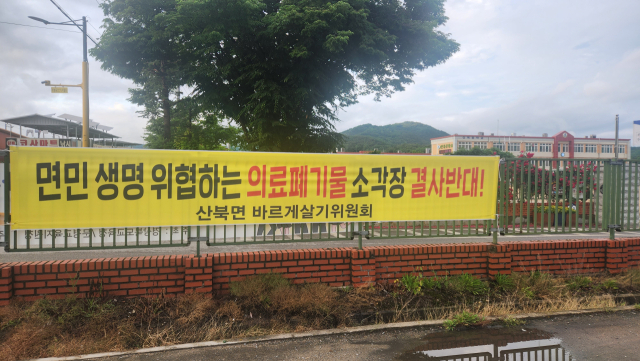 면민 생명 위협하는 의료폐기물 소각장 결사반대!
산북면 바르게살기위원회